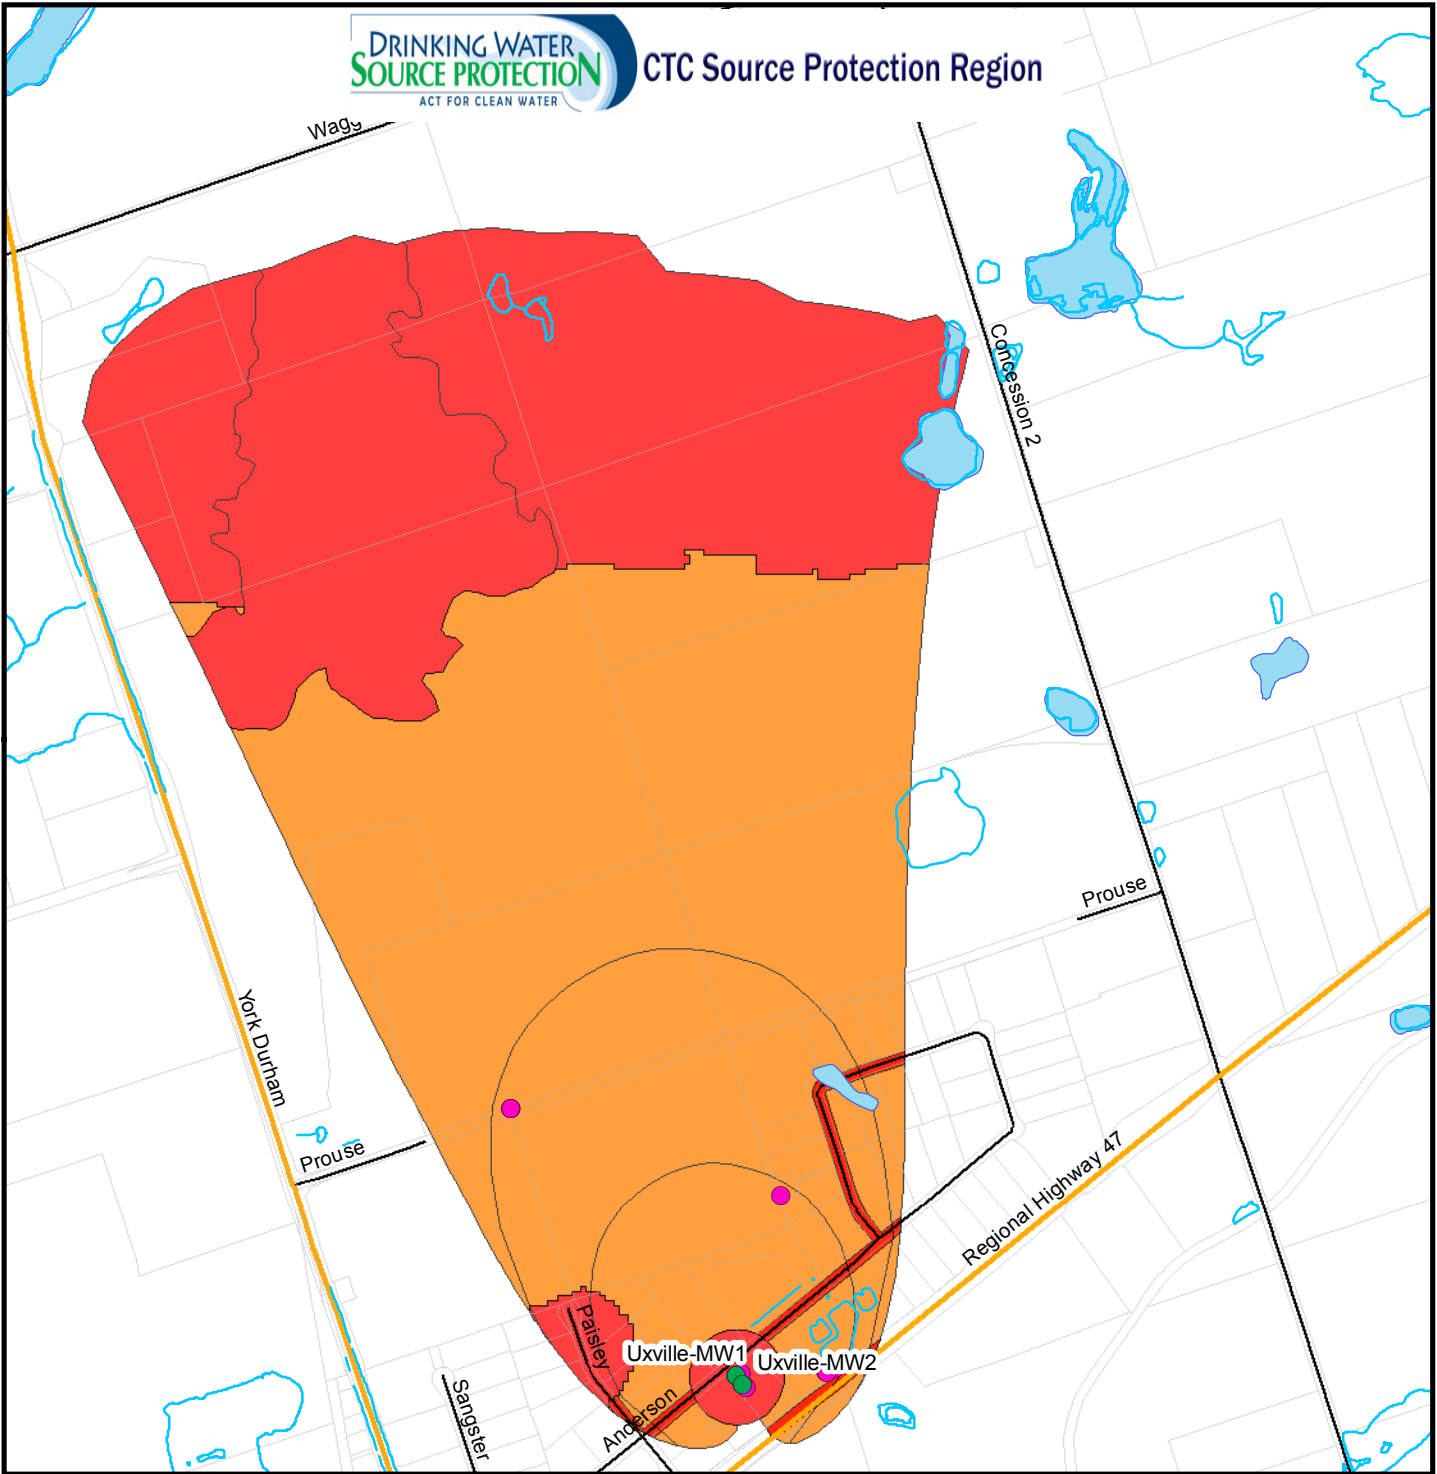 DRINKING WATER
SOURCE PROTECTION
ACT FOR CLEAN WATER
CTC Source Protection Region
Wagg
Concession 2
Prouse
York Durham
Prouse
Regional Highway 47
Paisley
Uxville-MW1
Uxville-MW2
Anderson
Sangster